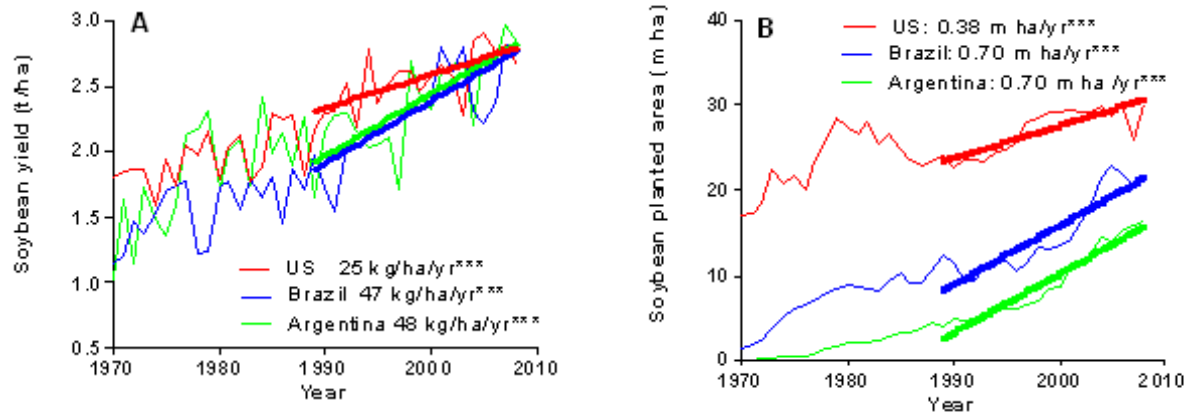 A
Soybean yield (t/ha)
3.0
2.5
2.0
1.5
1.0
0.5
US 25 kg/ha/yr***
Brazil 47 kg/ha/yr***
Argentina 48 kg/ha/yr***
1970 1980 1990 2000 2010
Year
B
Soybean planted area (m ha)
40
30
20
10
0
US: 0.38 m ha/yr***
Brazil: 0.70 m ha/yr***
Argentina: 0.70 m ha /yr***
1970 1980 1990 2000 2010
Year